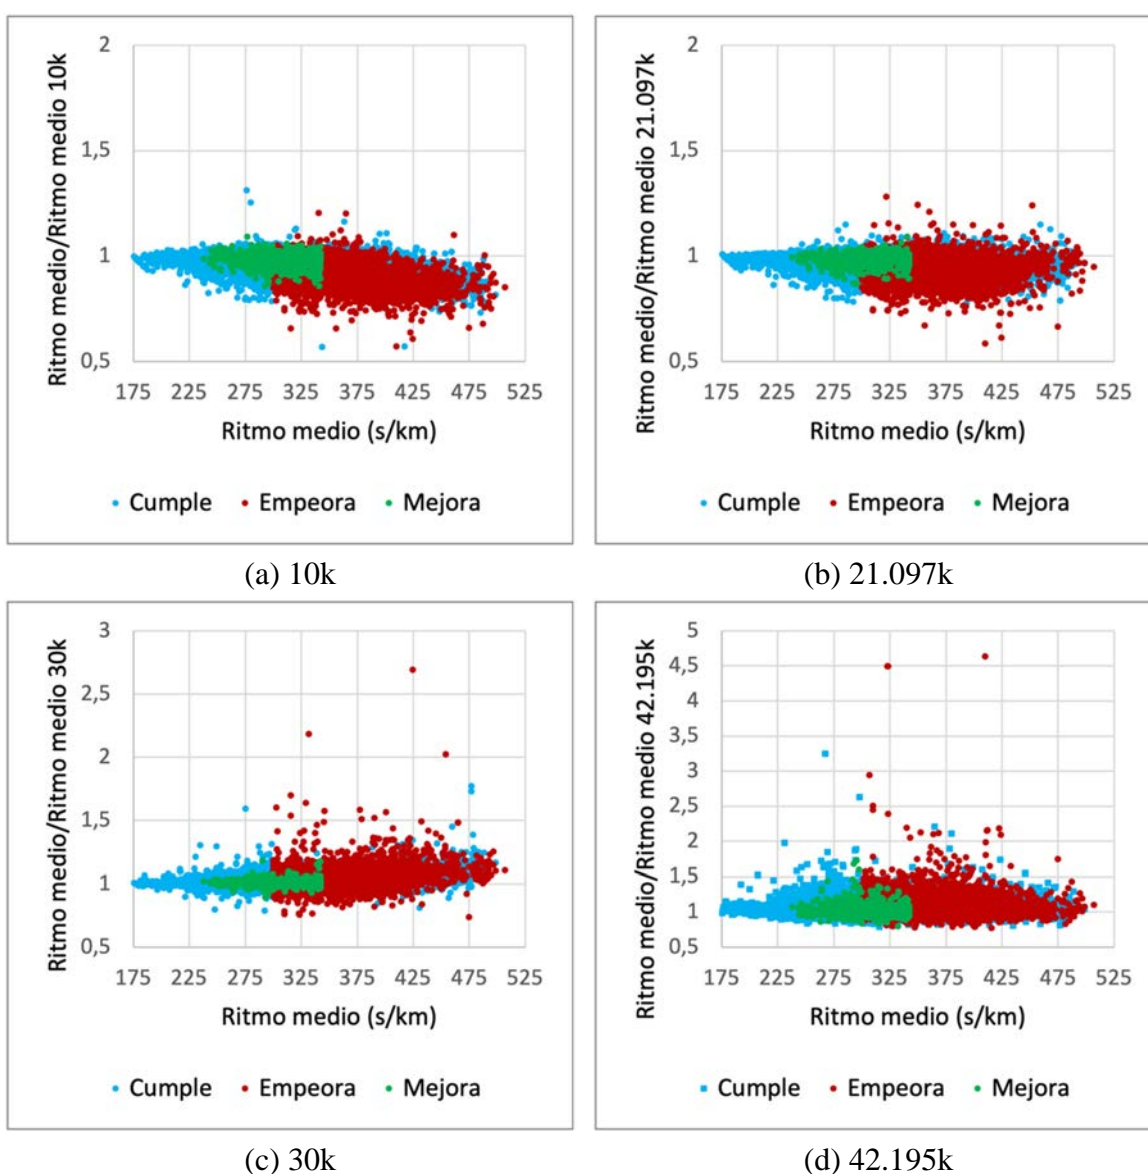 Ritmo medio/Ritmo medio 10k
2
1,5
1
0,5
175 225 275 325 375 425 475 525
Ritmo medio (s/km)
Cumple Empeora Mejora
(a) 10k
Ritmo medio/Ritmo medio 21.097k
2
1,5
1
0,5
175 225 275 325 375 425 475 525
Ritmo medio (s/km)
Cumple Empeora Mejora
(b) 21.097k
Ritmo medio/Ritmo medio 30k
3
2,5
2
1,5
1
0,5
175 225 275 325 375 425 475 525
Ritmo medio (s/km)
Cumple Empeora Mejora
(c) 30k
Ritmo medio/Ritmo medio 42.195k
5
4,5
4
3,5
3
2,5
2
1,5
1
0,5
175 225 275 325 375 425 475 525
Ritmo medio (s/km)
Cumple Empeora Mejora
(d) 42.195k